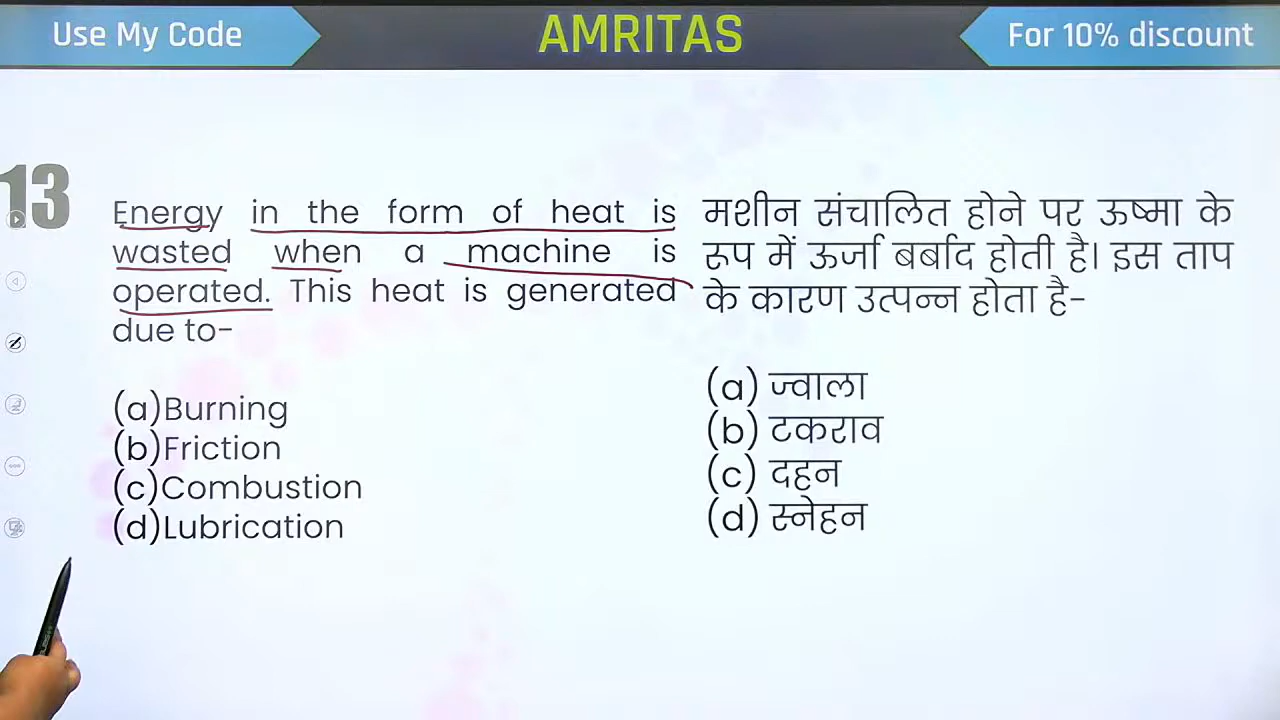 Use My Code
AMRITAS
For 10% discount
13
Energy in the form of heat is
wasted when a machine is
operated. This heat is generated
due to-
(a)Burning
(b)Friction
(c)Combustion
(d)Lubrication
मशीन संचालित होने पर ऊष्मा के
रूप में ऊर्जा बर्बाद होती है। इस ताप
के कारण उत्पन्न होता है-
(a) ज्वाला
(b) टकराव
(c) दहन
(d) स्नेहन